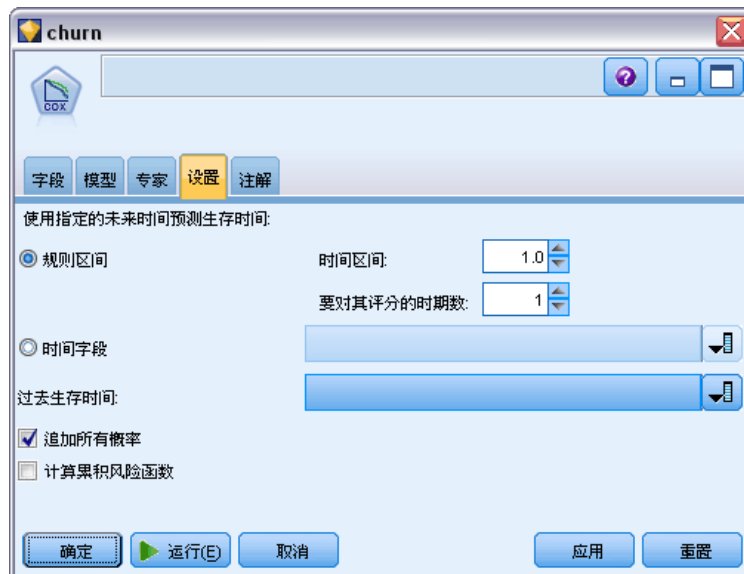 churn
COX
字段 模型 专家 设置 注解
使用指定的未来时间预测生存时间:
规则区间 时间区间: 1.0
要对其评分的时期数: 1
时间字段
过去生存时间:
追加所有概率
计算累积风险函数
确定 运行(E) 取消 应用 重置